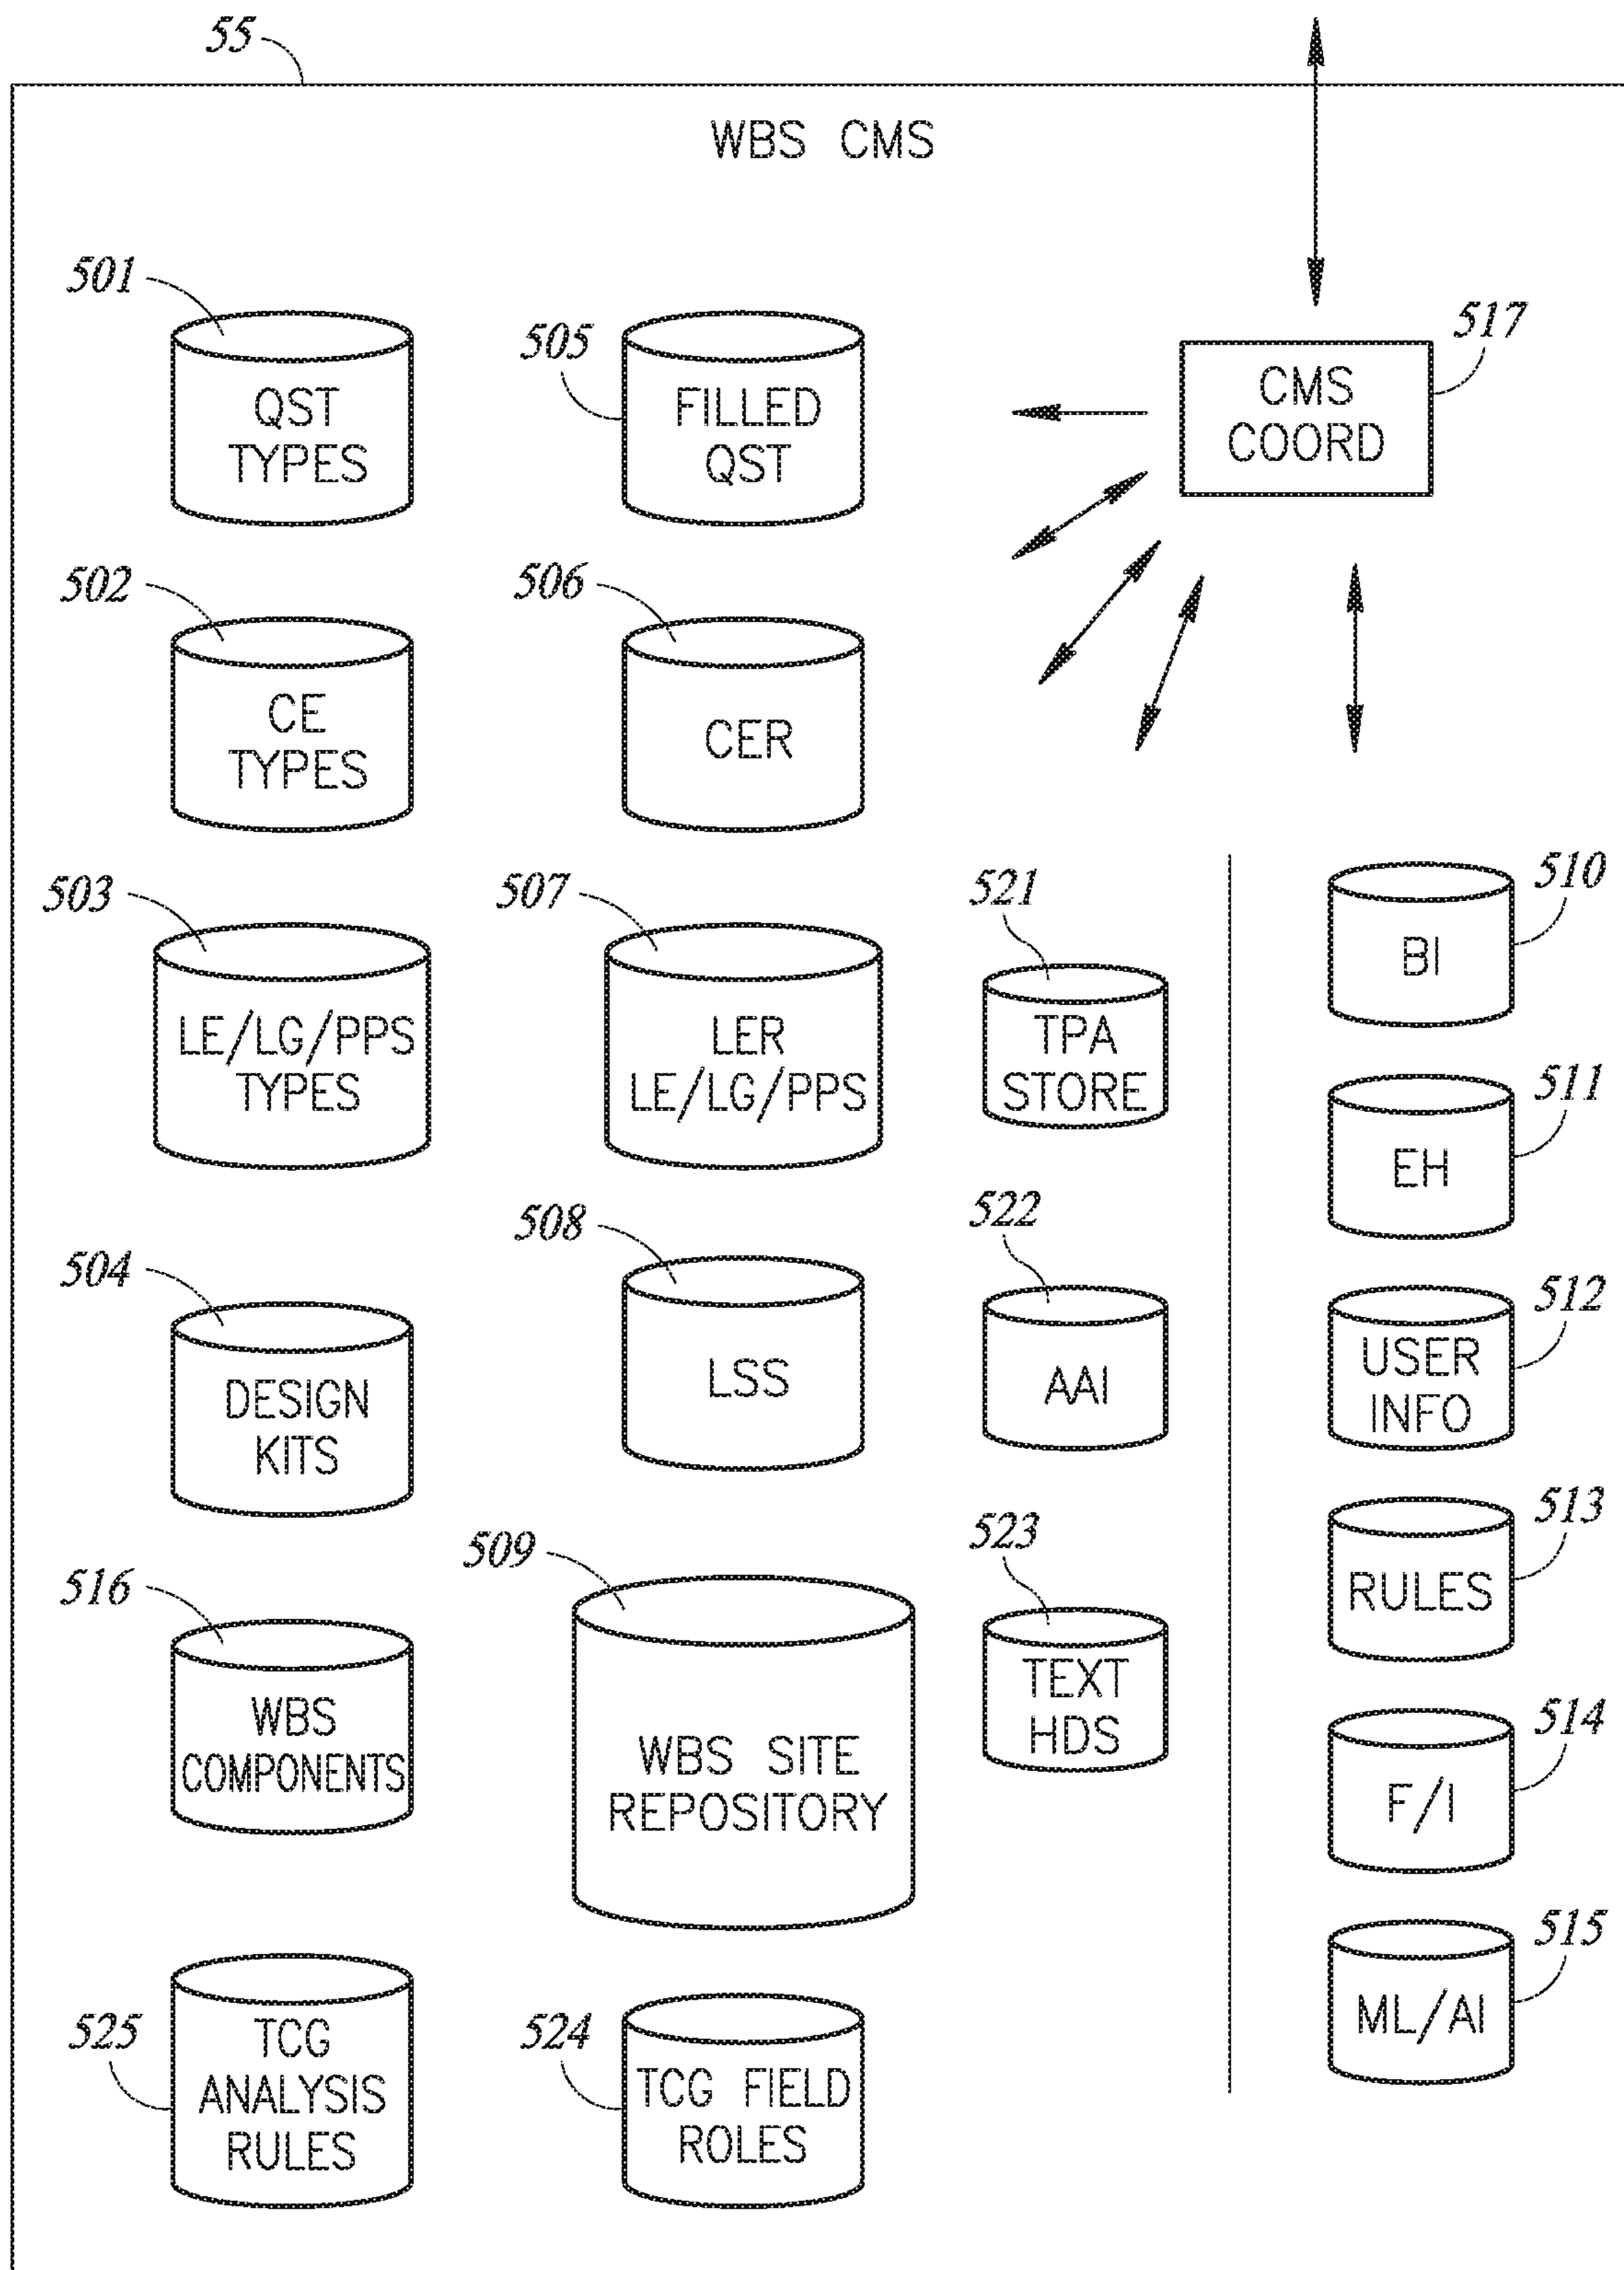 55
WBS CMS
501
QST
TYPES
505
FILLED
QST
517
CMS
COORD
502
CE
TYPES
506
CER
503
LE/LG/PPS
TYPES
507
LER
LE/LG/PPS
521
TPA
STORE
510
BI
511
EH
504
DESIGN
KITS
508
LSS
522
AAI
512
USER
INFO
513
RULES
516
WBS
COMPONENTS
509
WBS SITE
REPOSITORY
523
TEXT
HDS
514
F/I
515
ML/AI
525
TCG
ANALYSIS
RULES
524
TCG FIELD
ROLES